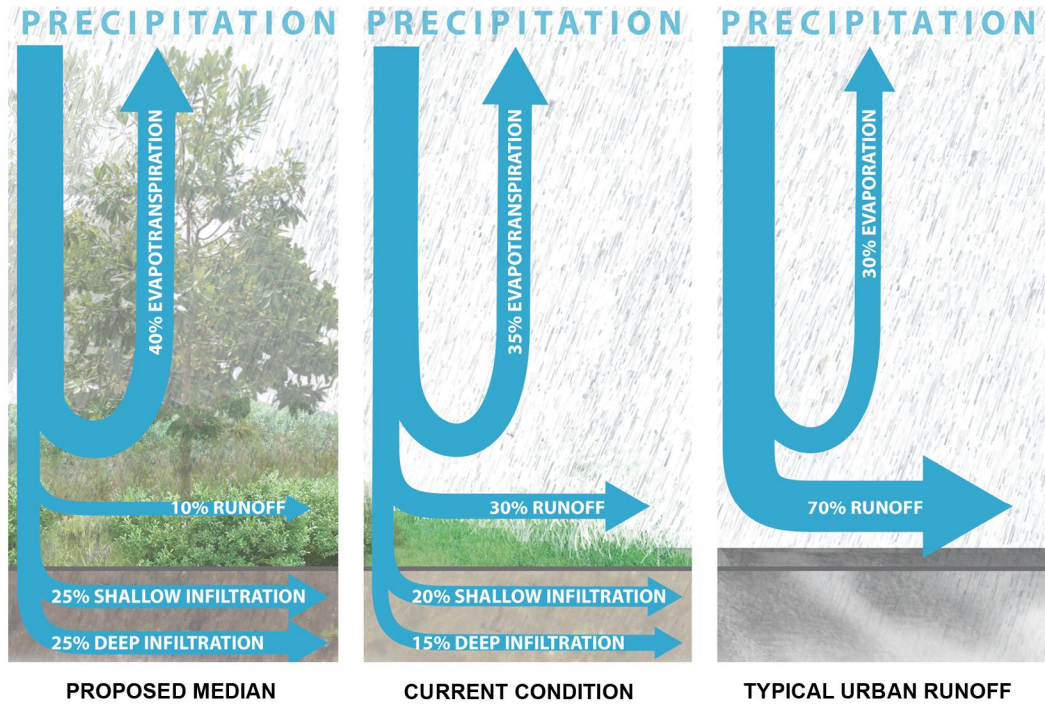 PRECIPITATION
40% EVAPOTRANSPIRATION
10% RUNOFF
25% SHALLOW INFILTRATION
25% DEEP INFILTRATION
PROPOSED MEDIAN
PRECIPITATION
35% EVAPOTRANSPIRATION
30% RUNOFF
20% SHALLOW INFILTRATION
15% DEEP INFILTRATION
CURRENT CONDITION
PRECIPITATION
30% EVAPORATION
70% RUNOFF
TYPICAL URBAN RUNOFF